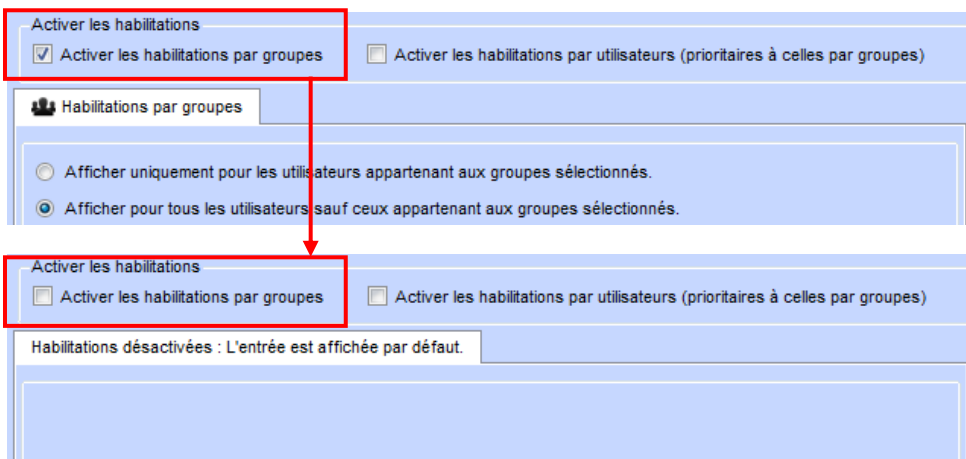 Activer les habilitations
Activer les habilitations par groupes Activer les habilitations par utilisateurs (prioritaires à celles par groupes)
Habilitations par groupes
Afficher uniquement pour les utilisateurs appartenant aux groupes sélectionnés.
Afficher pour tous les utilisateurs sauf ceux appartenant aux groupes sélectionnés.
Activer les habilitations
Activer les habilitations par groupes Activer les habilitations par utilisateurs (prioritaires à celles par groupes)
Habilitations désactivées : L'entrée est affichée par défaut.